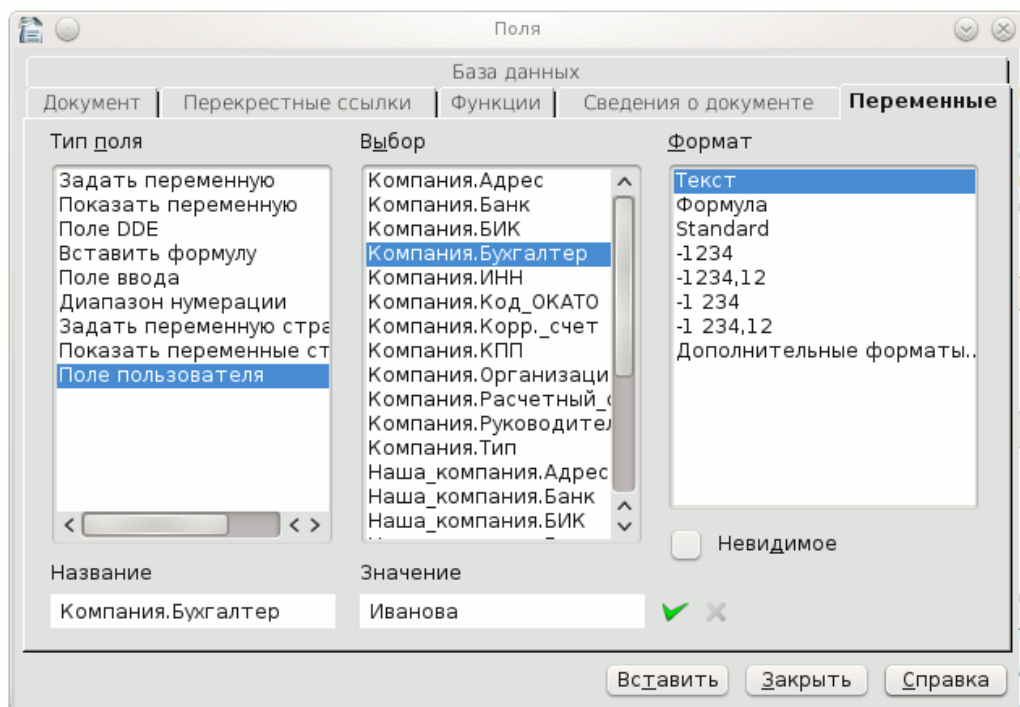 Поля
База данных
Документ Перекрестные ссылки Функции Сведения о документе Переменные
Тип поля
Задать переменную
Показать переменную
Поле DDE
Вставить формулу
Поле ввода
Диапазон нумерации
Задать переменную стра
Показать переменные ст
Поле пользователя
Выбор
Компания.Адрес
Компания.Банк
Компания.БИК
Компания.Бухгалтер
Компания.ИНН
Компания.Код_ОКАТО
Компания.Корр._счет
Компания.КПП
Компания.Организаци
Компания.Расчетный_
Компания.Руководител
Компания.Тип
Наша_компания.Адрес
Наша_компания.Банк
Наша_компания.БИК
Формат
Текст
Формула
Standard
-1234
-1234,12
-1 234
-1 234,12
Дополнительные форматы..
Невидимое
Название
Компания.Бухгалтер
Значение
Иванова
Вставить Закрыть Справка